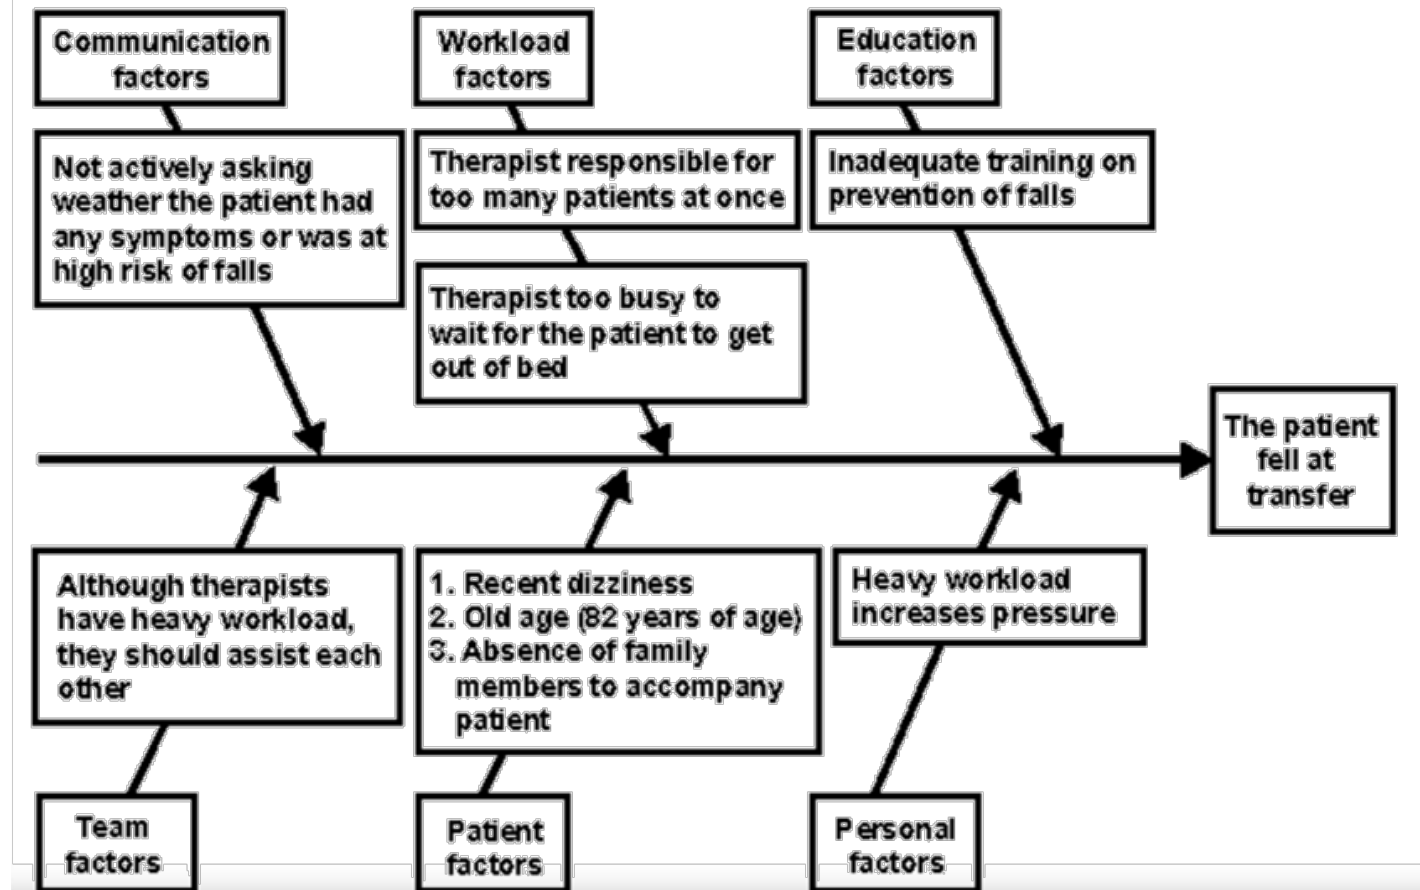 Communication
factors
Workload
factors
Education
factors
Not actively asking
weather the patient had
any symptoms or was at
high risk of falls
Therapist responsible for
too many patients at once
Inadequate training on
prevention of falls
Therapist too busy to
wait for the patient to get
out of bed
The patient
fell at
transfer
Although therapists
have heavy workload,
they should assist each
other
1. Recent dizziness
2. Old age (82 years of age)
3. Absence of family
members to accompany
patient
Heavy workload
increases pressure
Team
factors
Patient
factors
Personal
factors